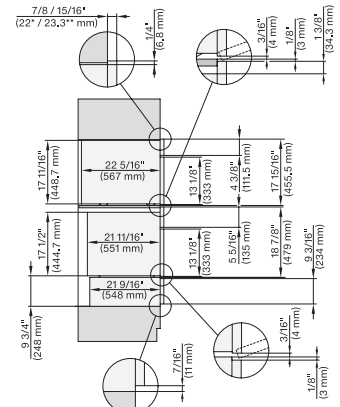 7/8 / 15/16"
(22* / 23.3** mm)
1/4"
(6.8 mm)
3/16"
(4 mm)
1/8"
(3 mm)
1 3/8"
(34.3 mm)
17 11/16"
(448.7 mm)
22 5/16"
(567 mm)
13 1/8"
(333 mm)
4 3/8"
(111.5 mm)
17 15/16"
(455.5 mm)
17 1/2"
(444.7 mm)
21 11/16"
(551 mm)
13 1/8"
(333 mm)
5 5/16"
(135 mm)
18 7/8"
(479 mm)
9 3/16"
(234 mm)
21 9/16"
(548 mm)
9 3/4"
(248 mm)
7/16"
(11 mm)
3/16"
(4 mm)
1/8"
(3 mm)